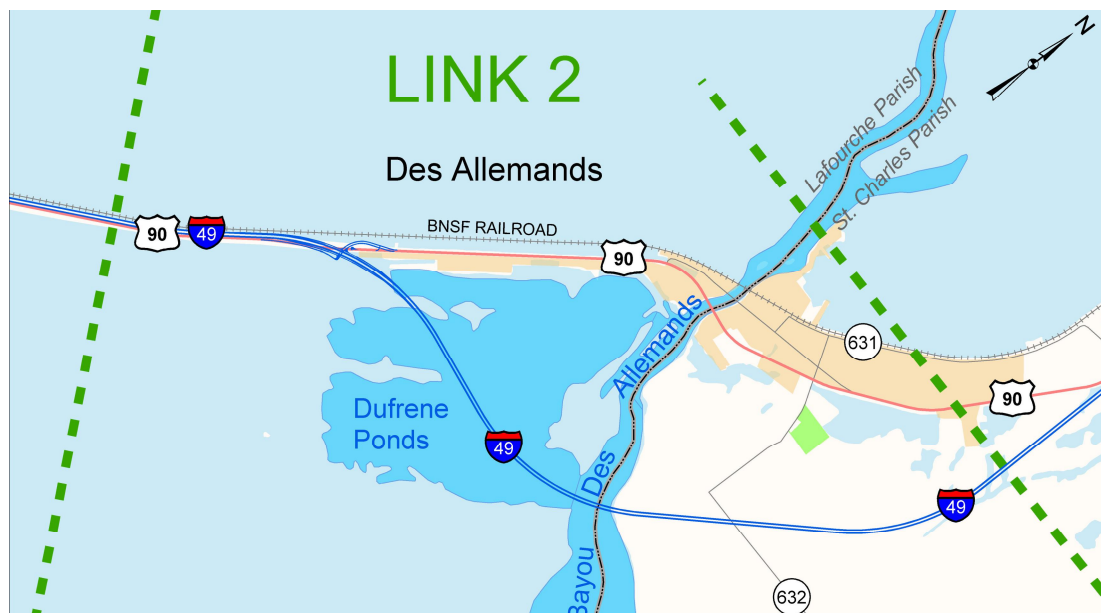 LINK 2
N
Des Allemands
Lafourche Parish
St. Charles Parish
90
49
BNSF RAILROAD
90
631
Dufrene
Ponds
90
49
49
Bayou Des Allemands
632